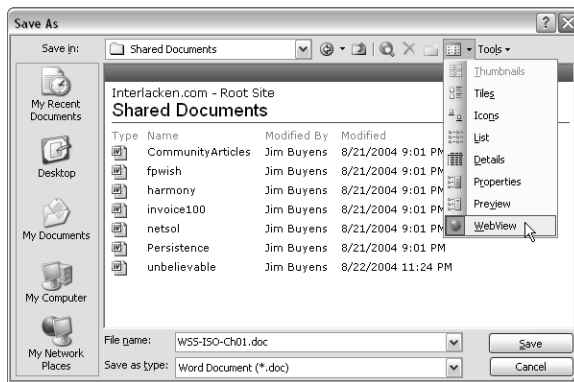 Save As
Save in:
Shared Documents
Tools
My Recent
Documents
Desktop
My Documents
My Computer
My Network
Places
Interlacken.com - Root Site
Shared Documents
Type Name Modified By Modified
CommunityArticles Jim Buyens 8/21/2004 9:01 PM
fpwish Jim Buyens 8/21/2004 9:01 PM
harmony Jim Buyens 8/21/2004 9:01 PM
invoice100 Jim Buyens 8/21/2004 9:01 PM
netsol Jim Buyens 8/21/2004 9:01 PM
Persistence Jim Buyens 8/21/2004 9:01 PM
unbelievable Jim Buyens 8/22/2004 11:24 PM
Thumbnails
Tiles
Icons
List
Details
Properties
Preview
WebView
File name: WSS-ISO-Ch01.doc
Save
Save as type: Word Document (*.doc)
Cancel